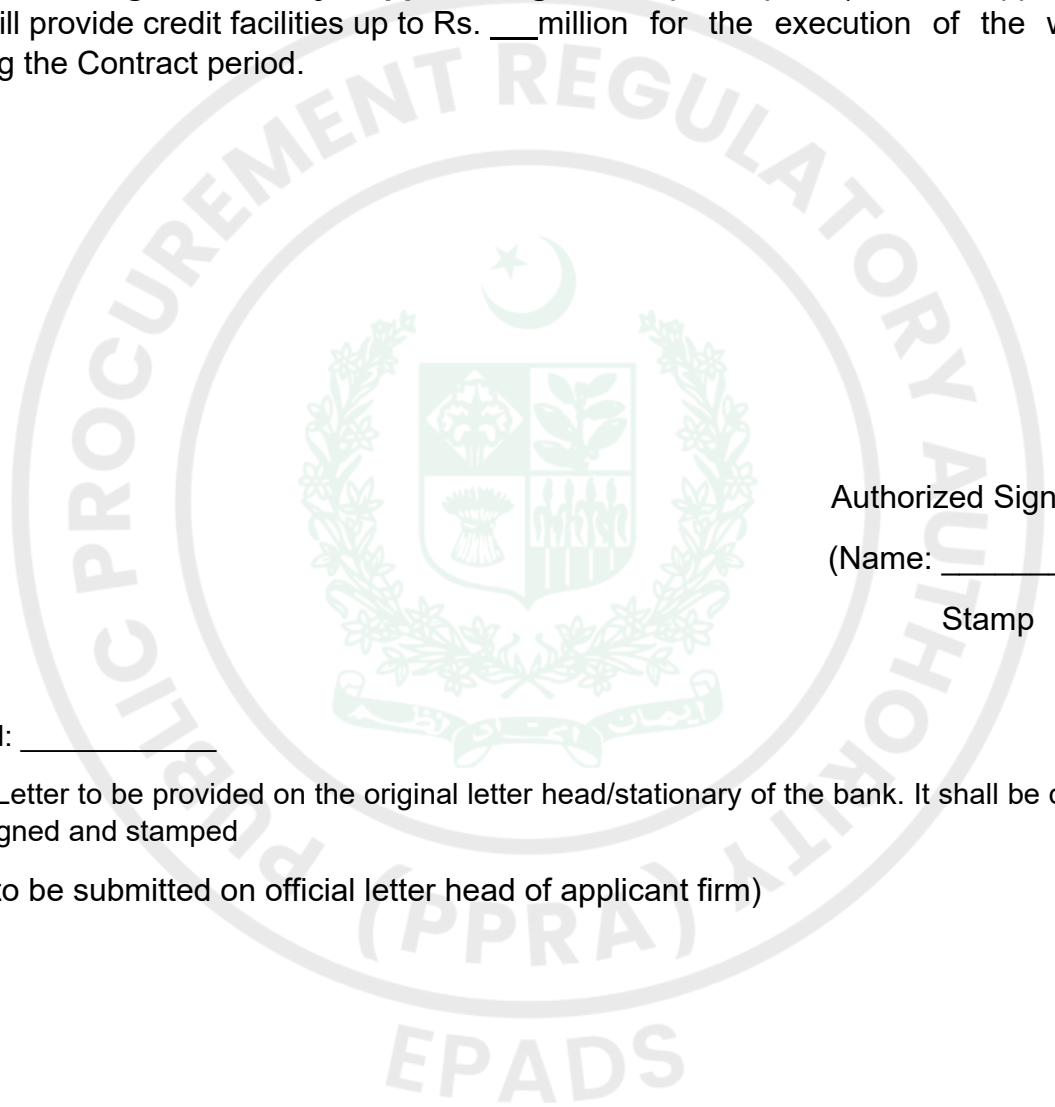 ill provide credit facilities up to Rs. ___million for the execution of the w
g the Contract period.
PUBLIC PROCUREMENT REGULATORY AUTHORITY
Authorized Sign
(Name: _______
Stamp
: ____________
Letter to be provided on the original letter head/stationary of the bank. It shall be
gned and stamped
to be submitted on official letter head of applicant firm)
(PPRA)
EPADS